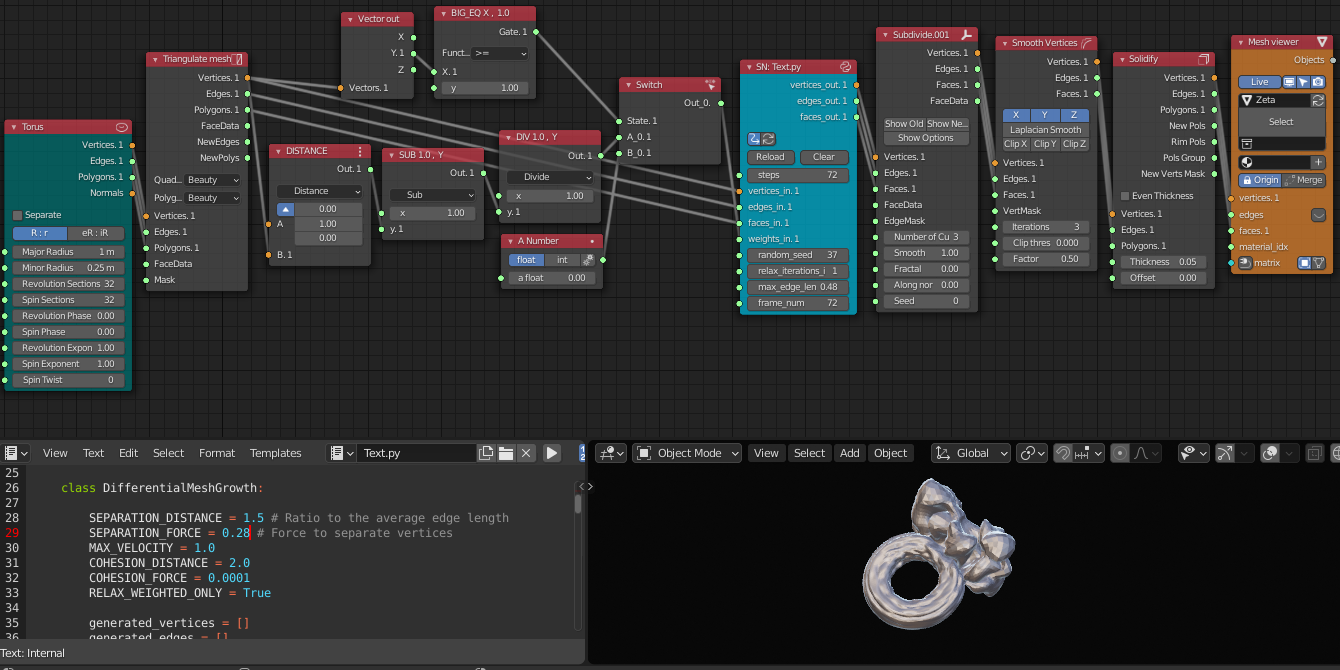 Torus
Vertices. 1
Edges. 1
Polygons. 1
Normals
Separate
R : r
eR : iR
Major Radius 1 m
Minor Radius 0.25 m
Revolution Sections 32
Spin Sections 32
Revolution Phase 0.00
Spin Phase 0.00
Revolution Expon 1.00
Spin Exponent 1.00
Spin Twist 0
Triangulate mesh
Vertices. 1
Edges. 1
Polygons. 1
FaceData
NewEdges
NewPolys
Quad... Beauty
Polyg... Beauty
Vertices. 1
Edges. 1
Polygons. 1
FaceData
Mask
Vector out
X
Y. 1
Z
Vectors. 1
BIG_EQ X , 1.0
Gate. 1
Funct... >=
X. 1
y 1.00
DISTANCE
Out. 1
Distance
0.00
A 1.00
0.00
B. 1
SUB 1.0 , Y
Out. 1
Sub
x 1.00
y. 1
DIV 1.0 , Y
Out. 1
Divide
x 1.00
y. 1
A Number
float
int
a float 0.00
Switch
Out_0.
State. 1
A_0. 1
B_0. 1
SN: Text.py
vertices_out. 1
edges_out. 1
faces_out. 1
Reload
Clear
steps 72
vertices_in. 1
edges_in. 1
faces_in. 1
weights_in. 1
random_seed 37
relax_iterations_i 1
max_edge_len 0.48
frame_num 72
Subdivide.001
Vertices. 1
Edges. 1
Faces. 1
FaceData
Show Old
Show Ne...
Show Options
Vertices. 1
Edges. 1
Faces. 1
FaceData
EdgeMask
Number of Cu 3
Smooth 1.00
Fractal 0.00
Along nor 0.00
Seed 0
Smooth Vertices
Vertices. 1
Edges. 1
Faces. 1
X
Y
Z
Laplacian Smooth
Clip X
Clip Y
Clip Z
Vertices. 1
Edges. 1
Faces. 1
VertMask
Iterations 3
Clip thres 0.000
Factor 0.50
Solidify
Vertices. 1
Edges. 1
Polygons. 1
New Pols
Rim Pols
Pols Group
New Verts Mask
Even Thickness
Vertices. 1
Edges. 1
Polygons. 1
Thickness 0.05
Offset 0.00
Mesh viewer
Objects
Live
Zeta
Select
Origin
Merge
vertices. 1
edges
faces. 1
material_idx
matrix
View Text Edit Select Format Templates Text.py
25
26 class DifferentialMeshGrowth:
27
28 SEPARATION_DISTANCE = 1.5 # Ratio to the average edge length
29 SEPARATION_FORCE = 0.28 # Force to separate vertices
30 MAX_VELOCITY = 1.0
31 COHESION_DISTANCE = 2.0
32 COHESION_FORCE = 0.0001
33 RELAX_WEIGHTED_ONLY = True
34
35 generated_vertices = []
36 generated_edges = []
Text: Internal
Object Mode View Select Add Object Global